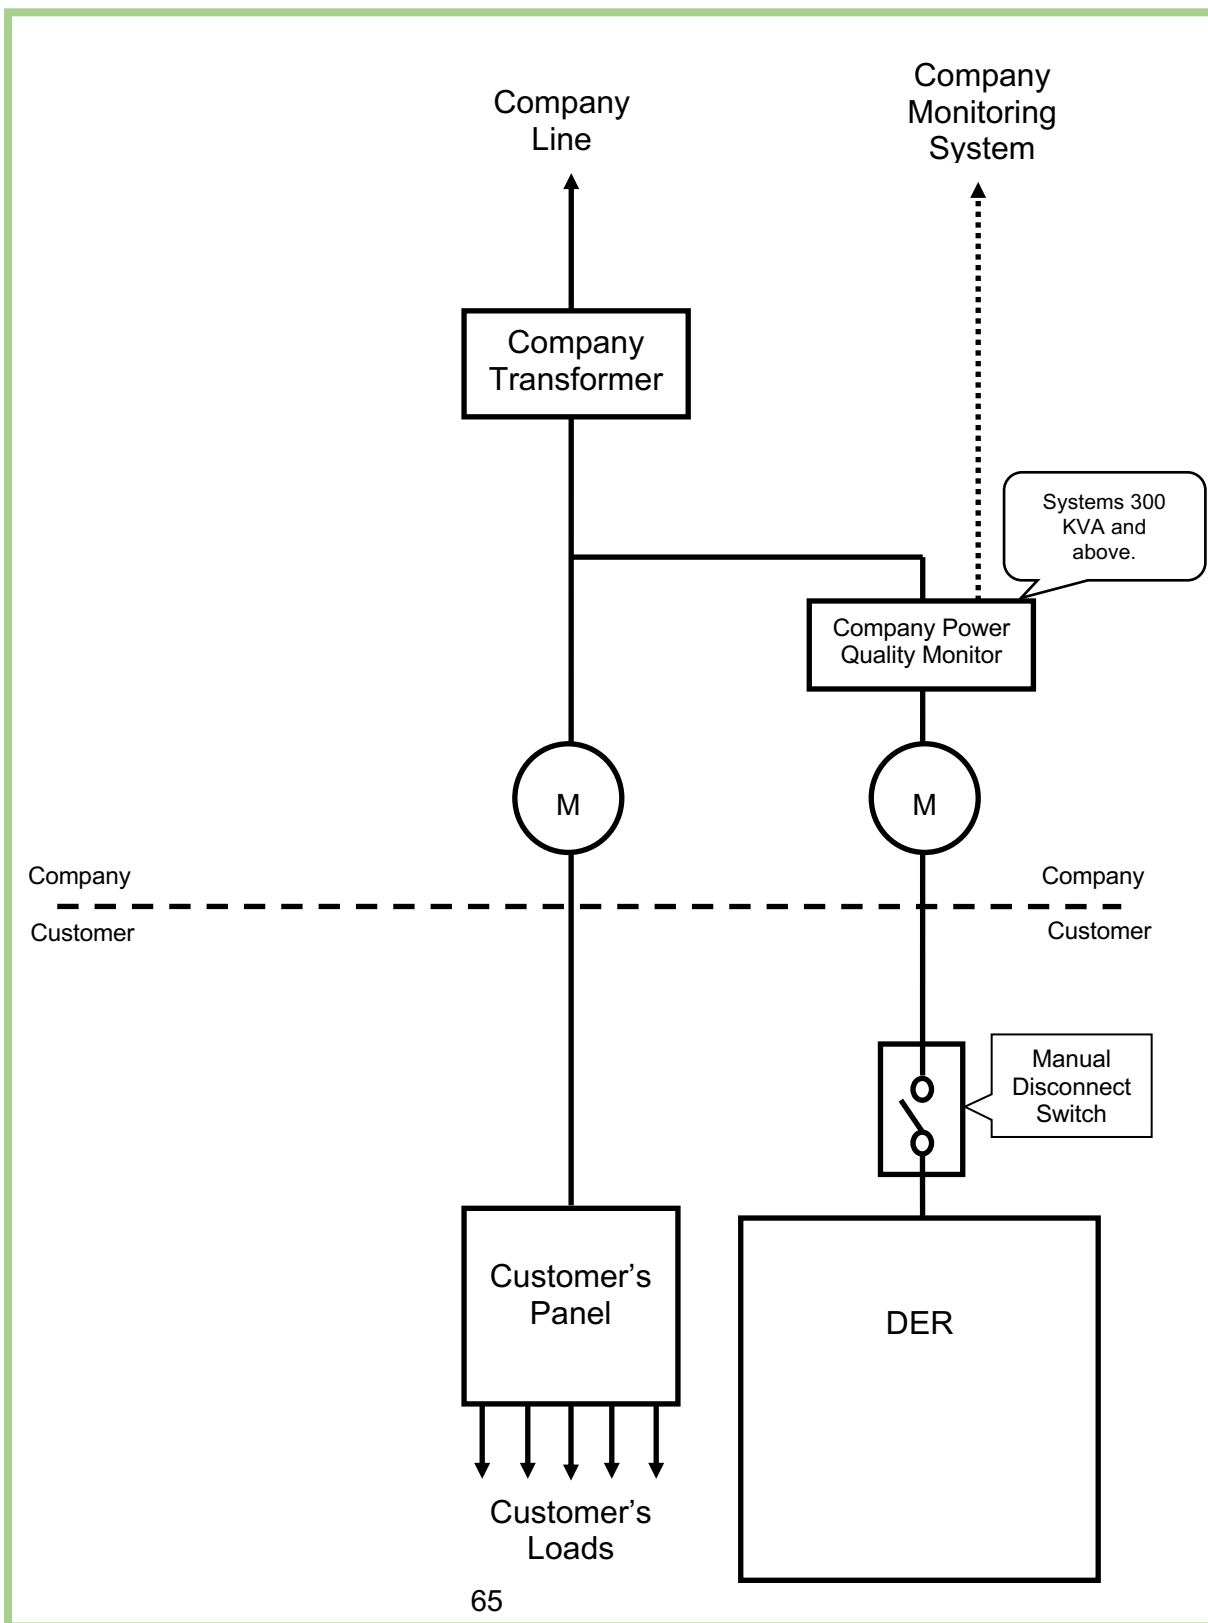 Company
Line
Company
Monitoring
System
Company
Transformer
Systems 300
KVA and
above.
Company Power
Quality Monitor
M
M
Company
Company
Customer
Customer
Manual
Disconnect
Switch
Customer’s
Panel
DER
Customer’s
Loads
65